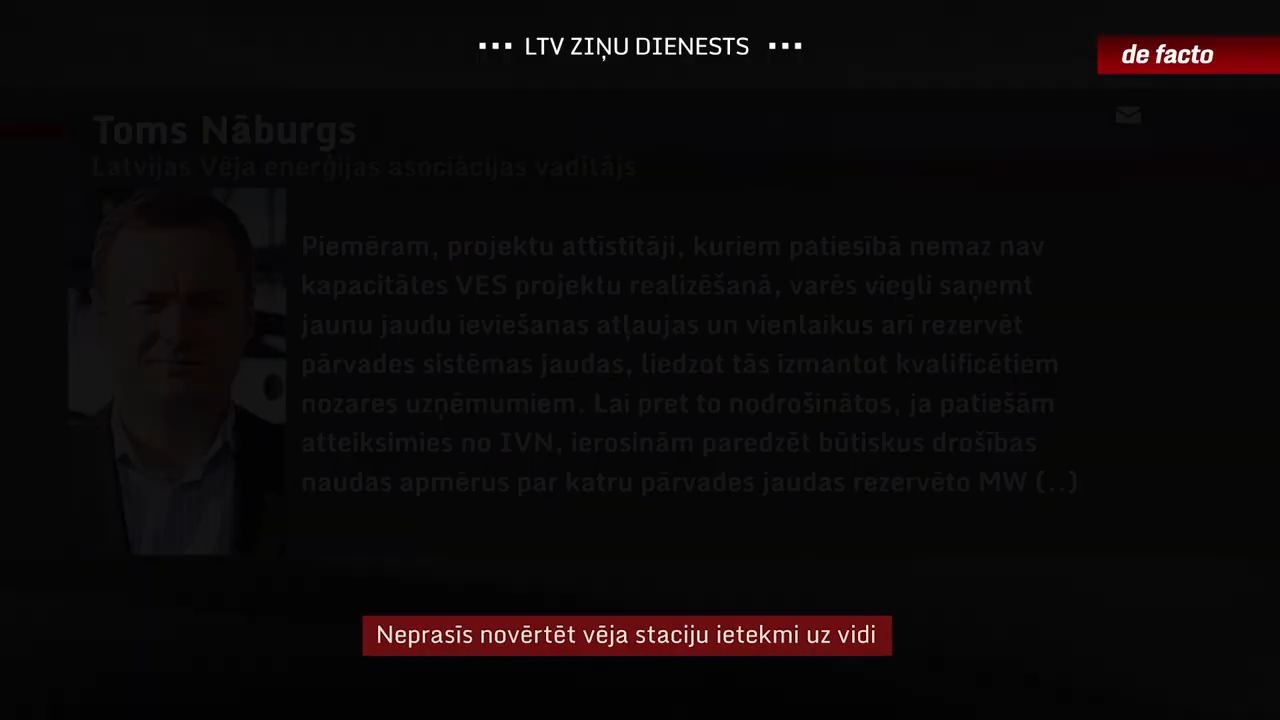 LTV ZIŅU DIENESTS
de facto
Toms Nāburgs
Latvijas Vēja enerģijas asociācijas vadītājs
Piemēram, projektu attīstītāji, kuriem patiesībā nemaz nav
kapacitātes VES projektu realizēšanā, varēs viegli saņemt
jaunu jaudu ieviešanas atļaujas un vienlaikus arī rezervēt
pārvades sistēmas jaudas, liedzot tās izmantot kvalificētiem
nozares uzņēmumiem. Lai pret to nodrošinātos, ja patiešām
atteiksimies no IVN, ierosinām paredzēt būtiskus drošības
naudas apmērus par katru pārvades jaudas rezervēto MW (..)
Neprasīs novērtēt vēja staciju ietekmi uz vidi